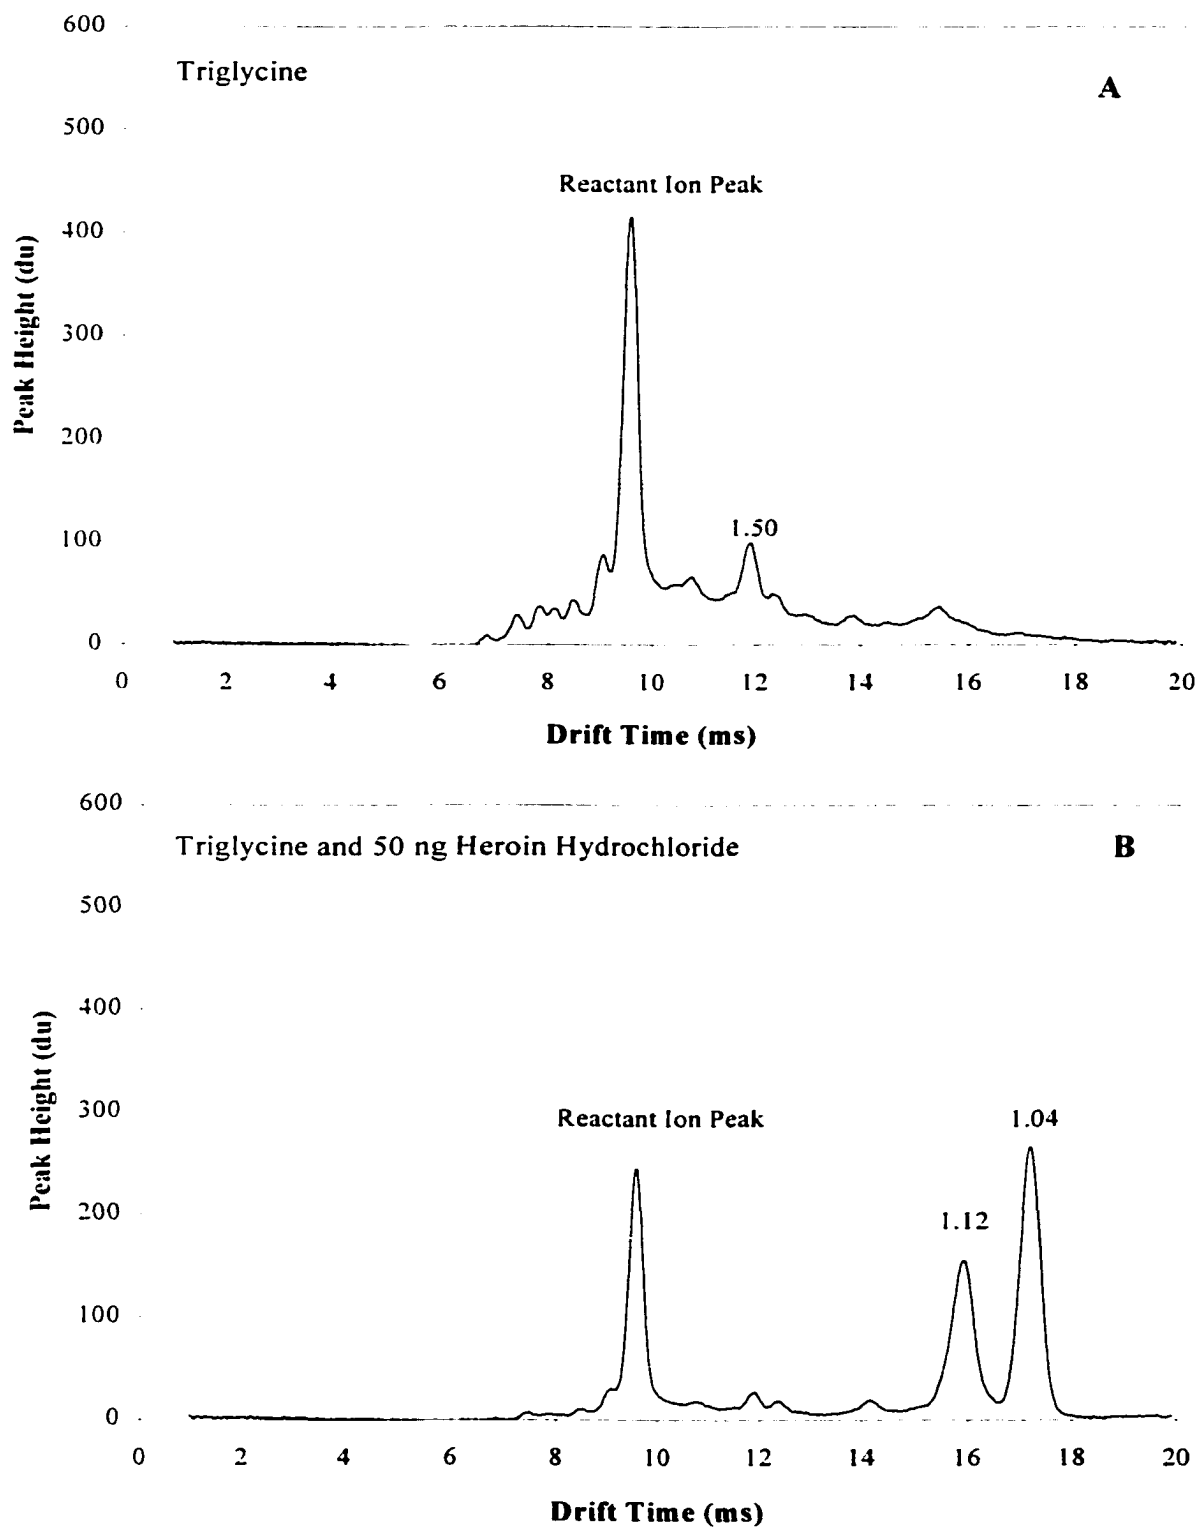 600
Triglycine
A
500
Reactant Ion Peak
400
Peak Height (du)
300
200
100
1.50
0
0 2 4 6 8 10 12 14 16 18 20
Drift Time (ms)
600
Triglycine and 50 ng Heroin Hydrochloride
B
500
400
Peak Height (du)
300
Reactant Ion Peak
1.04
200
1.12
100
0
0 2 4 6 8 10 12 14 16 18 20
Drift Time (ms)